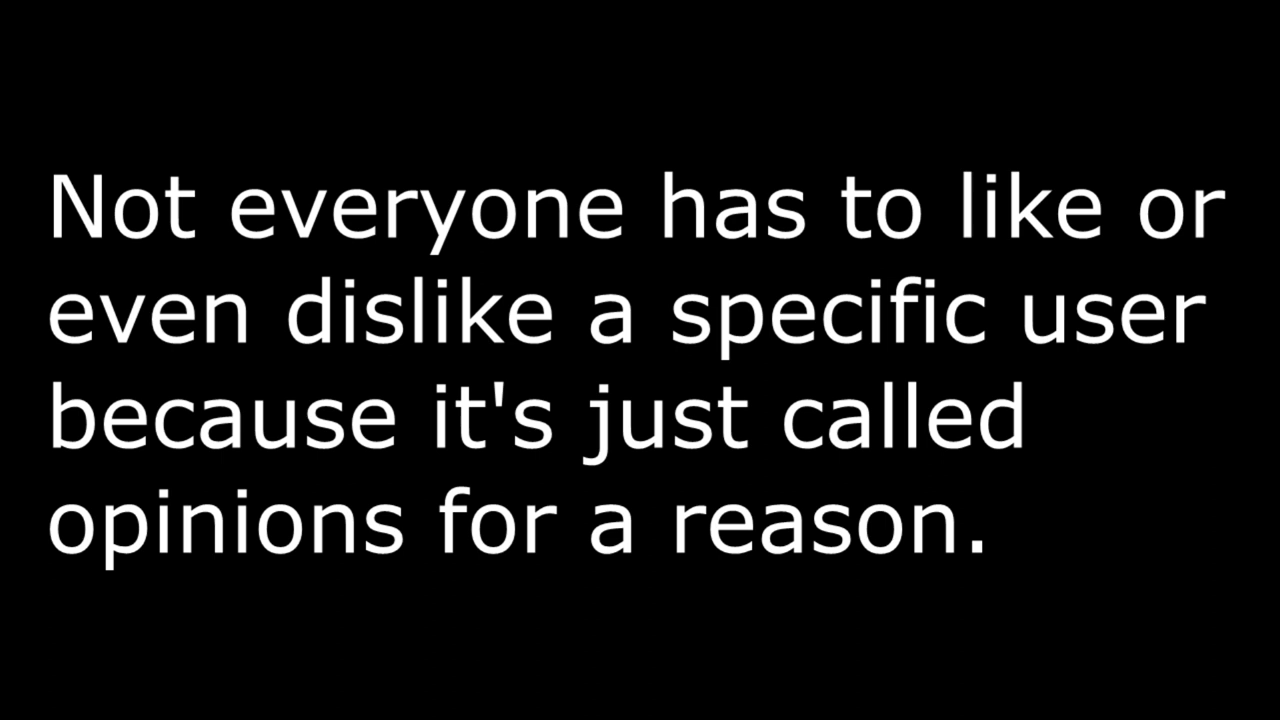 Not everyone has to like or
even dislike a specific user
because it's just called
opinions for a reason.